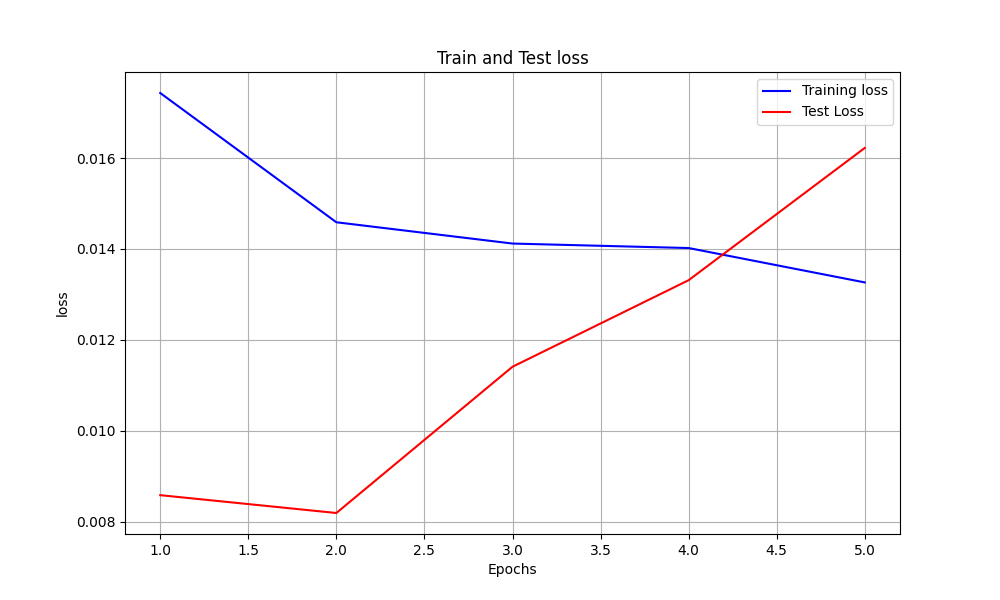 Train and Test loss
Training loss
Test Loss
0.016
0.014
0.012
0.010
0.008
loss
1.0 1.5 2.0 2.5 3.0 3.5 4.0 4.5 5.0
Epochs